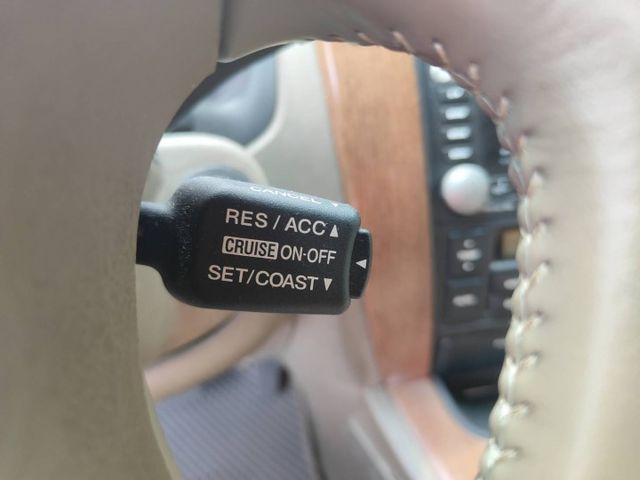 CANCEL ▼
RES / ACC ▲
CRUISE ON-OFF ◀
SET/COAST ▼